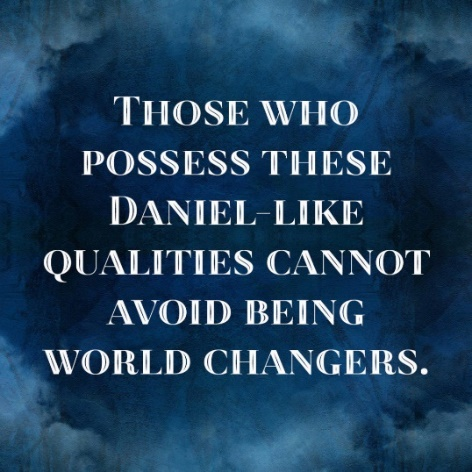 Those who
possess these
Daniel-like
qualities cannot
avoid being
world changers.